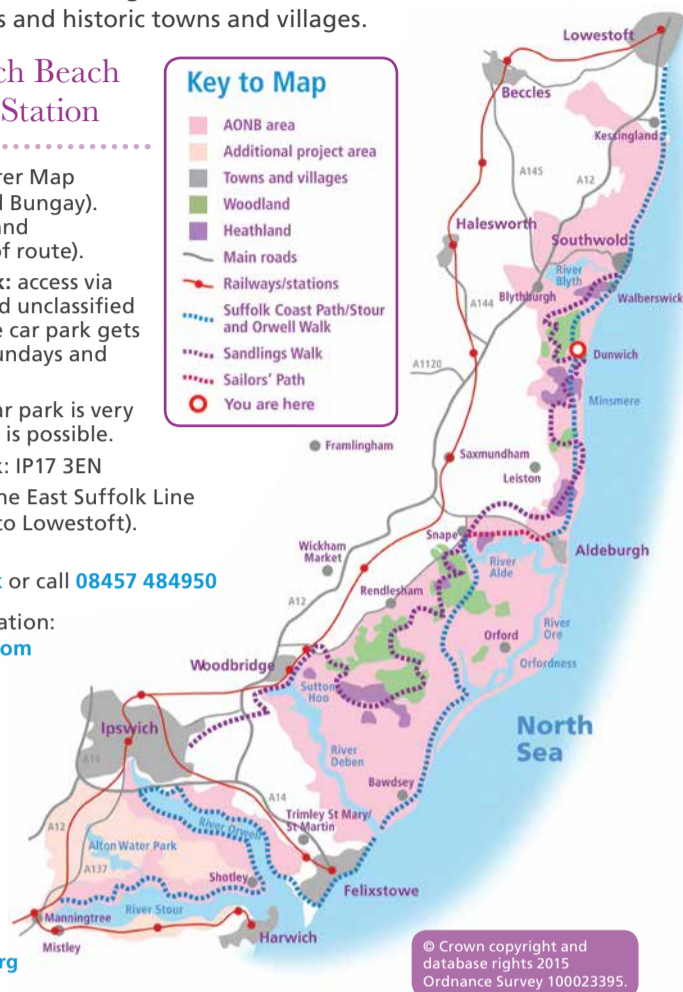 s and historic towns and villages.
ch Beach
Station
rer Map
d Bungay).
and
of route).
k: access via
d unclassified
e car park gets
undays and
ar park is very
is possible.
k: IP17 3EN
he East Suffolk Line
to Lowestoft).
k or call 08457 484950
ation:
om
rg
Key to Map
AONB area
Additional project area
Towns and villages
Woodland
Heathland
Main roads
Railways/stations
Suffolk Coast Path/Stour
and Orwell Walk
Sandlings Walk
Sailors' Path
You are here
Lowestoft
Beccles
Kessingland
A145
A12
Halesworth
Southwold
River
Blyth
Blythburgh
Walberswick
A144
Dunwich
A1120
Minsmere
Framlingham
Saxmundham
Leiston
Snape
Aldeburgh
Wickham
Market
River
Alde
Rendlesham
A12
River
Ore
Orford
Woodbridge
Orfordness
Sutton
Hoo
Ipswich
North
Sea
River
Deben
A14
Bawdsey
A14
Trimley St Mary/
St Martin
A12
River Orwell
Alton Water Park
A137
Shotley
Felixstowe
River Stour
Manningtree
Harwich
Mistley
© Crown copyright and
database rights 2015
Ordnance Survey 100023395.